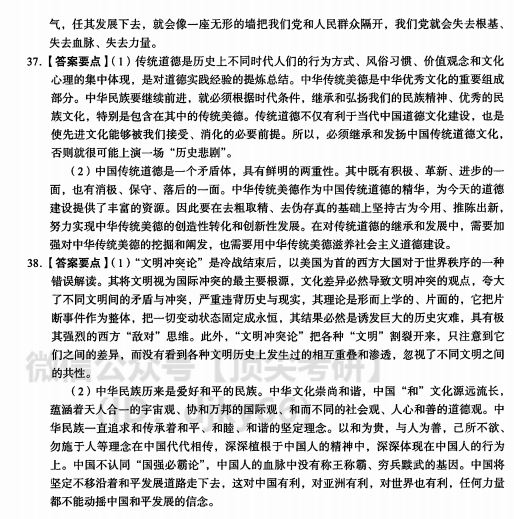 气，任其发展下去，就会像一座无形的墙把我们党和人民群众隔开，我们党就会失去根基、
失去血脉、失去力量。
37.【答案要点】（1）传统道德是历史上不同时代人们的行为方式、风俗习惯、价值观念和文化
心理的集中体现，是对道德实践经验的提炼总结。中华传统美德是中华优秀文化的重要组成
部分。中华民族要继续前进，就必须根据时代条件，继承和弘扬我们的民族精神、优秀的民
族文化，特别是包含在其中的传统美德。传统道德不仅有利于当代中国道德文化建设，也是
使先进文化能够被我们接受、消化的必要前提。所以，必须继承和发扬中国传统道德文化，
否则就很可能上演一场“历史悲剧”。
（2）中国传统道德是一个矛盾体，具有鲜明的两重性。其中既有积极、革新、进步的一
面，也有消极、保守、落后的一面。中华传统美德作为中国传统道德的精华，为今天的道德
建设提供了丰富的资源。因此要在去粗取精、去伪存真的基础上坚持古为今用、推陈出新，
努力实现中华传统美德的创造性转化和创新性发展。在对传统道德的继承和发展中，需要加
强对中华传统美德的挖掘和阐发，也需要用中华传统美德滋养社会主义道德建设。
38.【答案要点】（1）“文明冲突论”是冷战结束后，以美国为首的西方大国对于世界秩序的一种
错误解读。其将文明视为国际冲突的最主要根源，文化差异必然导致文明冲突的观点，夸大
了不同文明间的矛盾与冲突，严重违背历史与现实，其理论是形而上学的、片面的，它把片
断事件作为整体，把一切变动状态固定成永恒，其结果必然是诱发巨大的历史灾难，具有极
其强烈的西方“敌对”思维。此外，“文明冲突论”把各种“文明”割裂开来，只注意到它
们之间的差异，而没有看到各种文明历史上发生过的相互重叠和渗透，忽视了不同文明之间
的共性。
微信公众号【顶尖考研】
（2）中华民族历来是爱好和平的民族。中华文化崇尚和谐，中国“和”文化源远流长，
蕴涵着天人合一的宇宙观、协和万邦的国际观、和而不同的社会观、人心和善的道德观。中
华民族一直追求和传承着和平、和睦、和谐的坚定理念。以和为贵，与人为善，己所不欲、
勿施于人等理念在中国代代相传，深深植根于中国人的精神中，深深体现在中国人的行为
上。中国不认同“国强必霸论”，中国人的血脉中没有称王称霸、穷兵黩武的基因。中国将
坚定不移沿着和平发展道路走下去，这对中国有利，对亚洲有利，对世界也有利，任何力量
都不能动摇中国和平发展的信念。